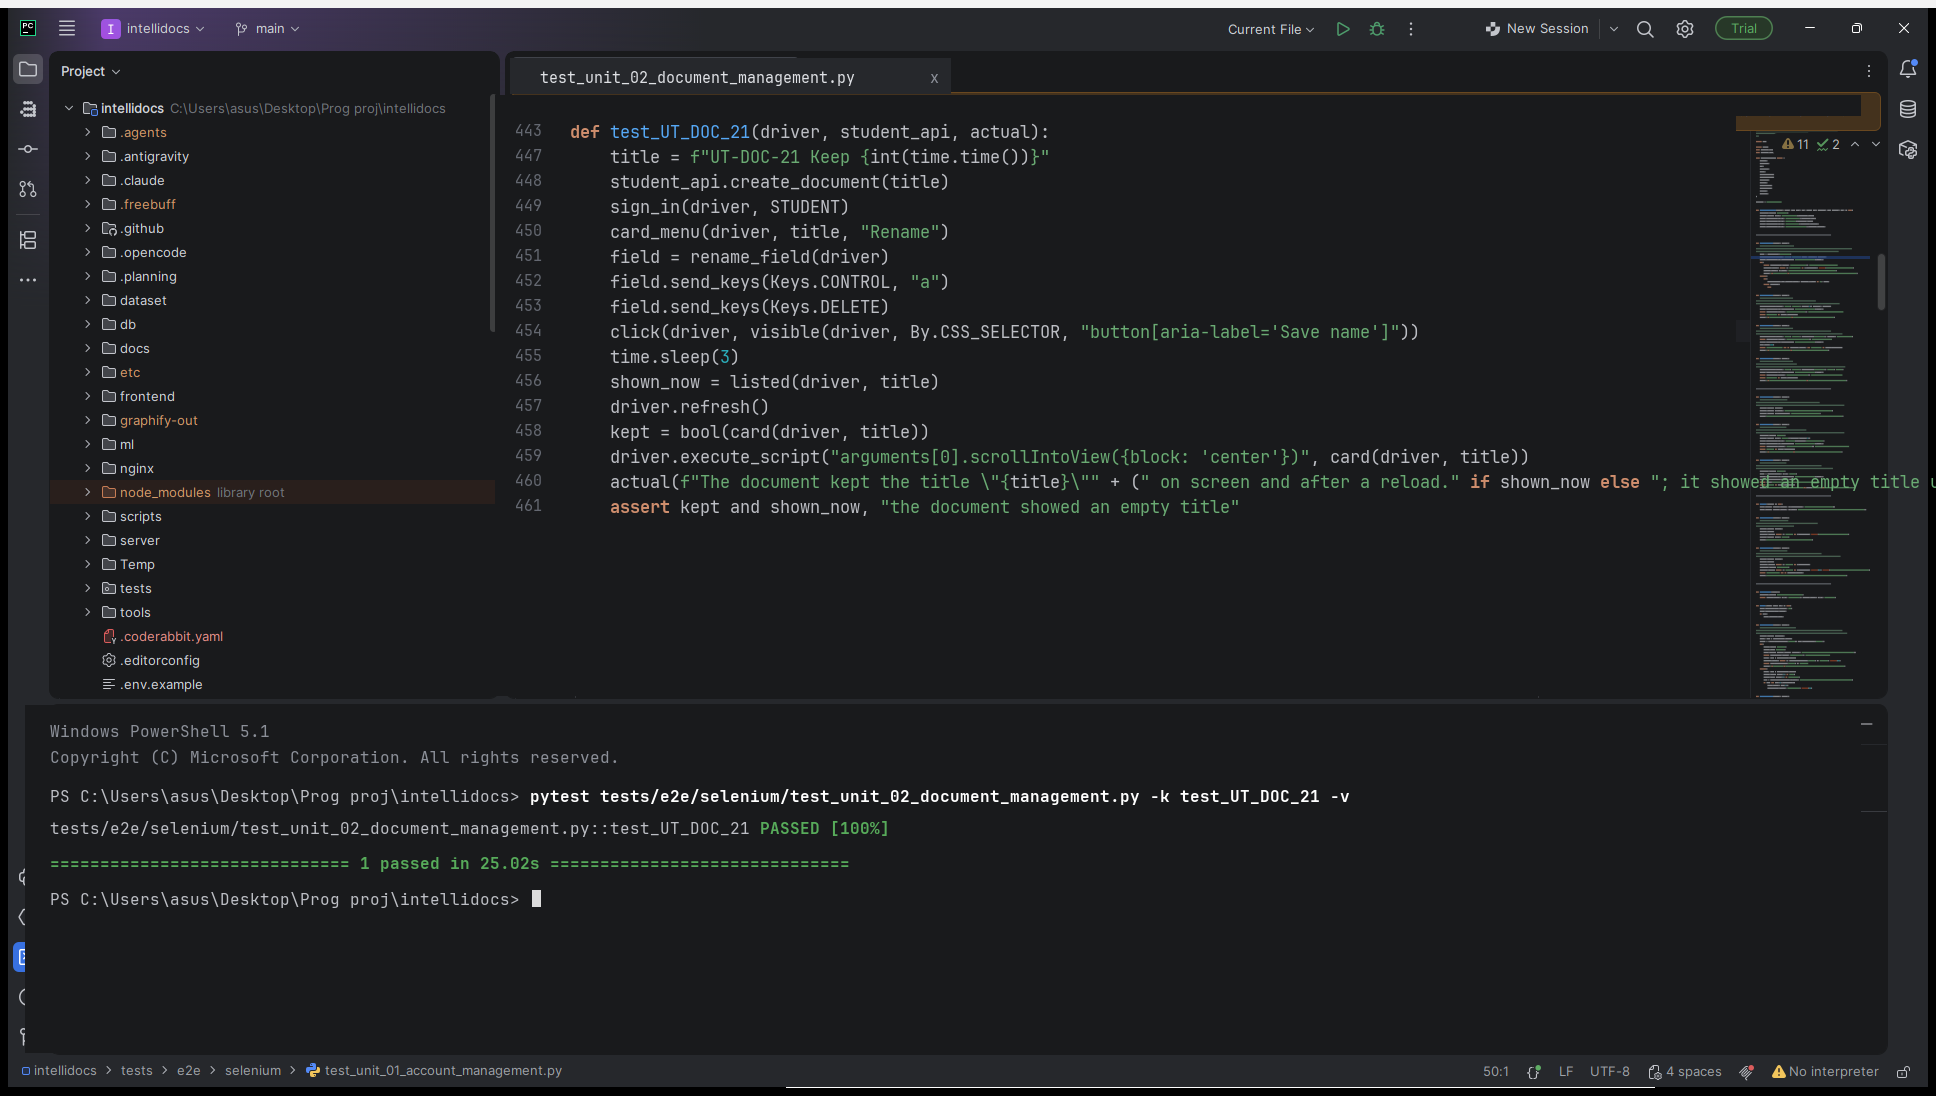 PC
I intellidocs
main
Current File
New Session
Trial
Project
test_unit_02_document_management.py x
intellidocs C:\Users\asus\Desktop\Prog proj\intellidocs
.agents
.antigravity
.claude
.freebuff
.github
.opencode
.planning
dataset
db
docs
etc
frontend
graphify-out
ml
nginx
node_modules library root
scripts
server
Temp
tests
tools
.coderabbit.yaml
.editorconfig
.env.example
11 2
443 def test_UT_DOC_21(driver, student_api, actual):
447 title = f"UT-DOC-21 Keep {int(time.time())}"
448 student_api.create_document(title)
449 sign_in(driver, STUDENT)
450 card_menu(driver, title, "Rename")
451 field = rename_field(driver)
452 field.send_keys(Keys.CONTROL, "a")
453 field.send_keys(Keys.DELETE)
454 click(driver, visible(driver, By.CSS_SELECTOR, "button[aria-label='Save name']"))
455 time.sleep(3)
456 shown_now = listed(driver, title)
457 driver.refresh()
458 kept = bool(card(driver, title))
459 driver.execute_script("arguments[0].scrollIntoView({block: 'center'})", card(driver, title))
460 actual(f"The document kept the title \"{title}\"" + (" on screen and after a reload." if shown_now else "; it showed an empty title u
461 assert kept and shown_now, "the document showed an empty title"
Windows PowerShell 5.1
Copyright (C) Microsoft Corporation. All rights reserved.
PS C:\Users\asus\Desktop\Prog proj\intellidocs> pytest tests/e2e/selenium/test_unit_02_document_management.py -k test_UT_DOC_21 -v
tests/e2e/selenium/test_unit_02_document_management.py::test_UT_DOC_21 PASSED [100%]
============================== 1 passed in 25.02s ==============================
PS C:\Users\asus\Desktop\Prog proj\intellidocs>
intellidocs > tests > e2e > selenium > test_unit_01_account_management.py
50:1 LF UTF-8 4 spaces No interpreter